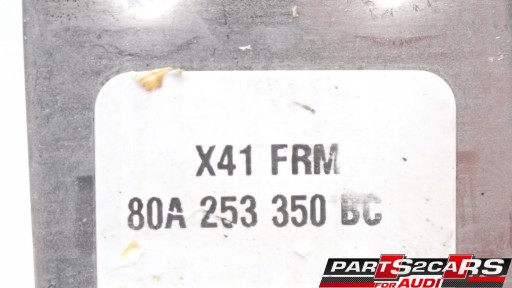 X41 FRM
80A 253 350 BC
PARTS2CARS
FOR AUDI